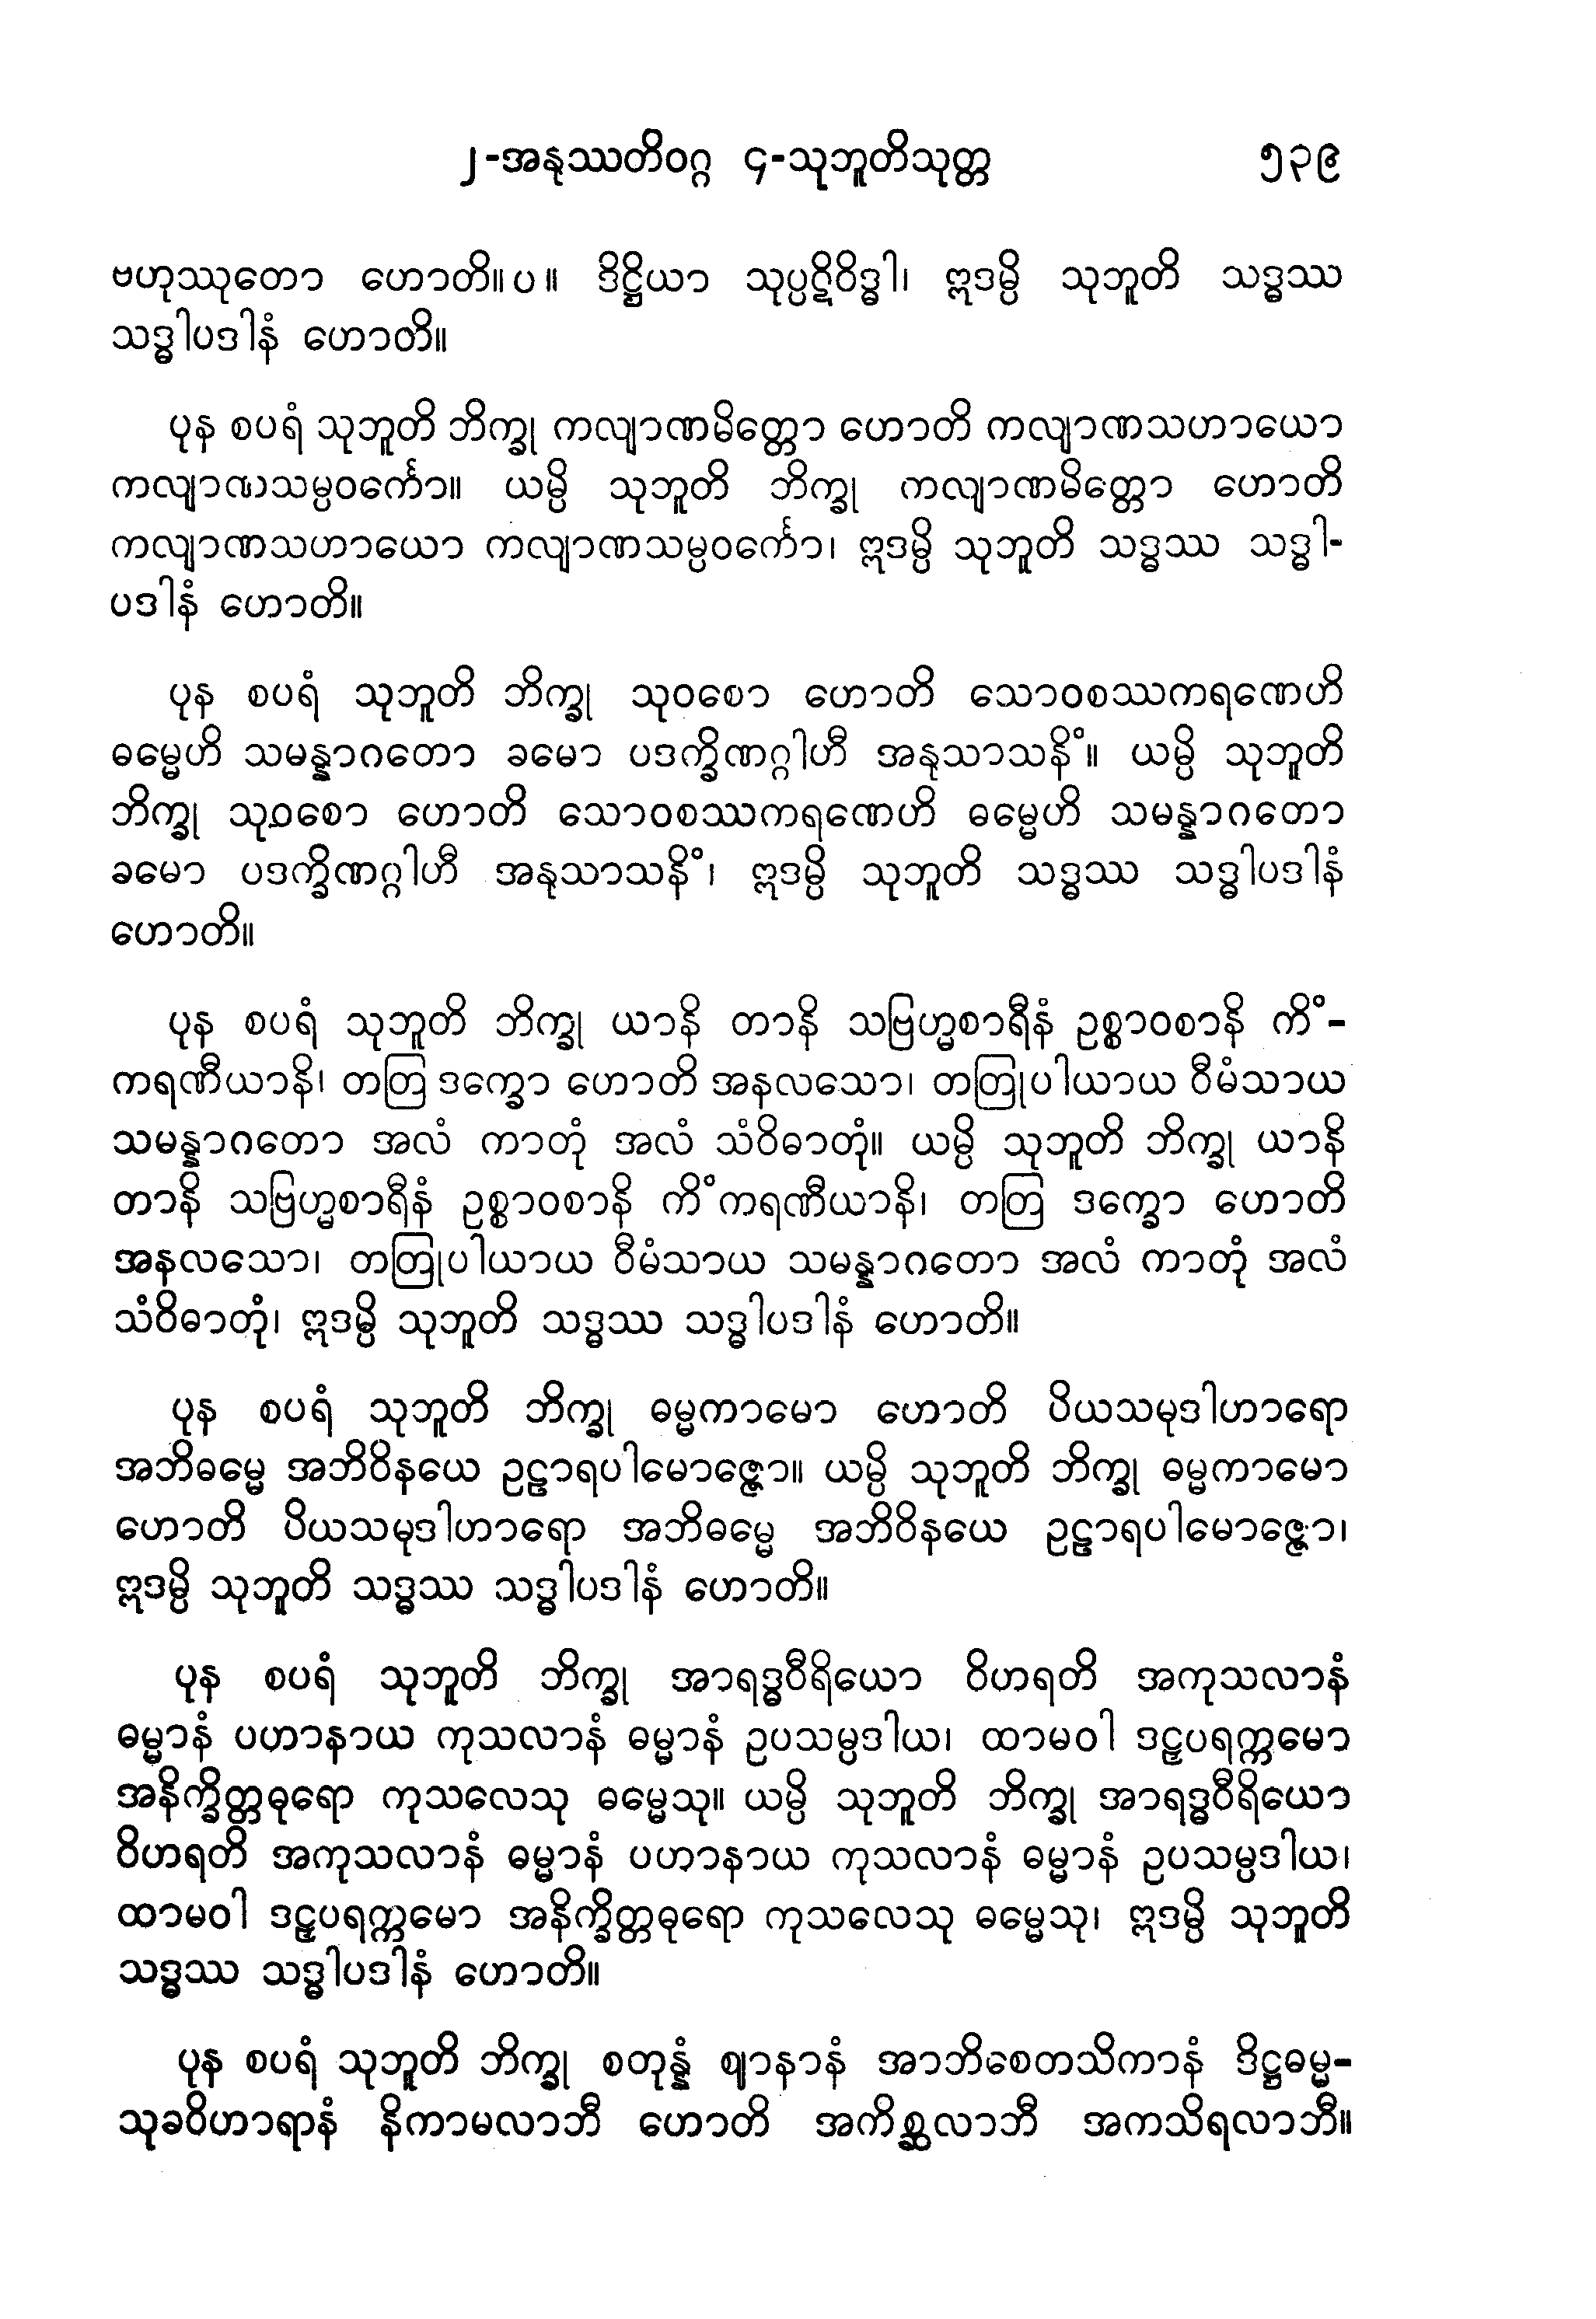 ၂-အနုဿတိဝဂ္ဂ ၄-သုဘူတိသုတ္တ ၅၃၉
ဗဟုဿုတော ဟောတိ။ပ။ ဒိဋ္ဌိယာ သုပ္ပဋိဝိဒ္ဓါ၊ ဣဒမ္ပိ သုဘူတိ သဒ္ဓဿ
သဒ္ဓါပဒါနံ ဟောတိ။
ပုန စပရံ သုဘူတိ ဘိက္ခု ကလျာဏမိတ္တော ဟောတိ ကလျာဏသဟာယော
ကလျာဏသမ္ပဝင်္ကော။ ယမ္ပိ သုဘူတိ ဘိက္ခု ကလျာဏမိတ္တော ဟောတိ
ကလျာဏသဟာယော ကလျာဏသမ္ပဝင်္ကော၊ ဣဒမ္ပိ သုဘူတိ သဒ္ဓဿ သဒ္ဓါ-
ပဒါနံ ဟောတိ။
ပုန စပရံ သုဘူတိ ဘိက္ခု သုဝစော ဟောတိ သောဝစဿကရဏေဟိ
ဓမ္မေဟိ သမန္နာဂတော ခမော ပဒက္ခိဏဂ္ဂါဟီ အနုသာသနိံ။ ယမ္ပိ သုဘူတိ
ဘိက္ခု သုဝစော ဟောတိ သောဝစဿကရဏေဟိ ဓမ္မေဟိ သမန္နာဂတော
ခမော ပဒက္ခိဏဂ္ဂါဟီ အနုသာသနိံ၊ ဣဒမ္ပိ သုဘူတိ သဒ္ဓဿ သဒ္ဓါပဒါနံ
ဟောတိ။
ပုန စပရံ သုဘူတိ ဘိက္ခု ယာနိ တာနိ သဗြဟ္မစာရီနံ ဥစ္စာဝစာနိ ကိံ-
ကရဏီယာနိ၊ တတြ ဒက္ခော ဟောတိ အနလသော၊ တတြုပါယာယ ဝီမံသာယ
သမန္နာဂတော အလံ ကာတုံ အလံ သံဝိဓာတုံ။ ယမ္ပိ သုဘူတိ ဘိက္ခု ယာနိ
တာနိ သဗြဟ္မစာရီနံ ဥစ္စာဝစာနိ ကိံကရဏီယာနိ၊ တတြ ဒက္ခော ဟောတိ
အနလသော၊ တတြုပါယာယ ဝီမံသာယ သမန္နာဂတော အလံ ကာတုံ အလံ
သံဝိဓာတုံ၊ ဣဒမ္ပိ သုဘူတိ သဒ္ဓဿ သဒ္ဓါပဒါနံ ဟောတိ။
ပုန စပရံ သုဘူတိ ဘိက္ခု ဓမ္မကာမော ဟောတိ ပိယသမုဒါဟာရော
အဘိဓမ္မေ အဘိဝိနယေ ဥဠာရပါမောဇ္ဇော။ ယမ္ပိ သုဘူတိ ဘိက္ခု ဓမ္မကာမော
ဟောတိ ပိယသမုဒါဟာရော အဘိဓမ္မေ အဘိဝိနယေ ဥဠာရပါမောဇ္ဇော၊
ဣဒမ္ပိ သုဘူတိ သဒ္ဓဿ သဒ္ဓါပဒါနံ ဟောတိ။
ပုန စပရံ သုဘူတိ ဘိက္ခု အာရဒ္ဓဝီရိယော ဝိဟရတိ အကုသလာနံ
ဓမ္မာနံ ပဟာနာယ ကုသလာနံ ဓမ္မာနံ ဥပသမ္ပဒါယ၊ ထာမဝါ ဒဠှပရက္ကမော
အနိက္ခိတ္တဓုရော ကုသလေသု ဓမ္မေသု။ ယမ္ပိ သုဘူတိ ဘိက္ခု အာရဒ္ဓဝီရိယော
ဝိဟရတိ အကုသလာနံ ဓမ္မာနံ ပဟာနာယ ကုသလာနံ ဓမ္မာနံ ဥပသမ္ပဒါယ၊
ထာမဝါ ဒဠှပရက္ကမော အနိက္ခိတ္တဓုရော ကုသလေသု ဓမ္မေသု၊ ဣဒမ္ပိ သုဘူတိ
သဒ္ဓဿ သဒ္ဓါပဒါနံ ဟောတိ။
ပုန စပရံ သုဘူတိ ဘိက္ခု စတုန္နံ ဈာနာနံ အာဘိစေတသိကာနံ ဒိဋ္ဌဓမ္မ-
သုခဝိဟာရာနံ နိကာမလာဘီ ဟောတိ အကိစ္ဆလာဘီ အကသိရလာဘီ။